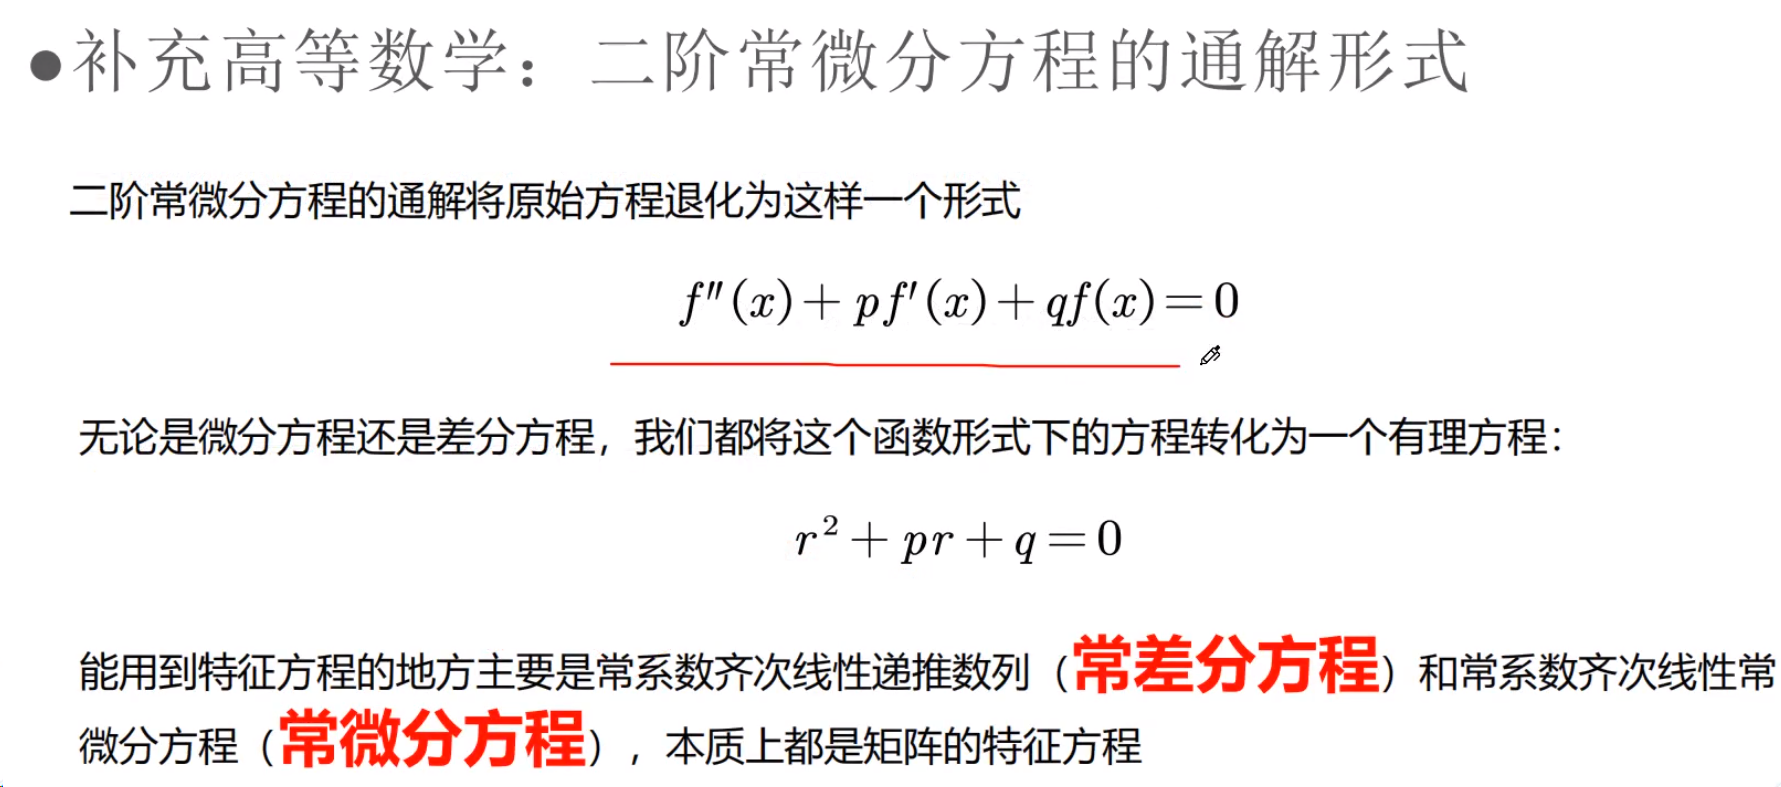 ●补充高等数学：二阶常微分方程的通解形式
二阶常微分方程的通解将原始方程退化为这样一个形式
f″(x)+pf′(x)+qf(x)=0
无论是微分方程还是差分方程，我们都将这个函数形式下的方程转化为一个有理方程：
r²+pr+q=0
能用到特征方程的地方主要是常系数齐次线性递推数列（常差分方程）和常系数齐次线性常
微分方程（常微分方程），本质上都是矩阵的特征方程